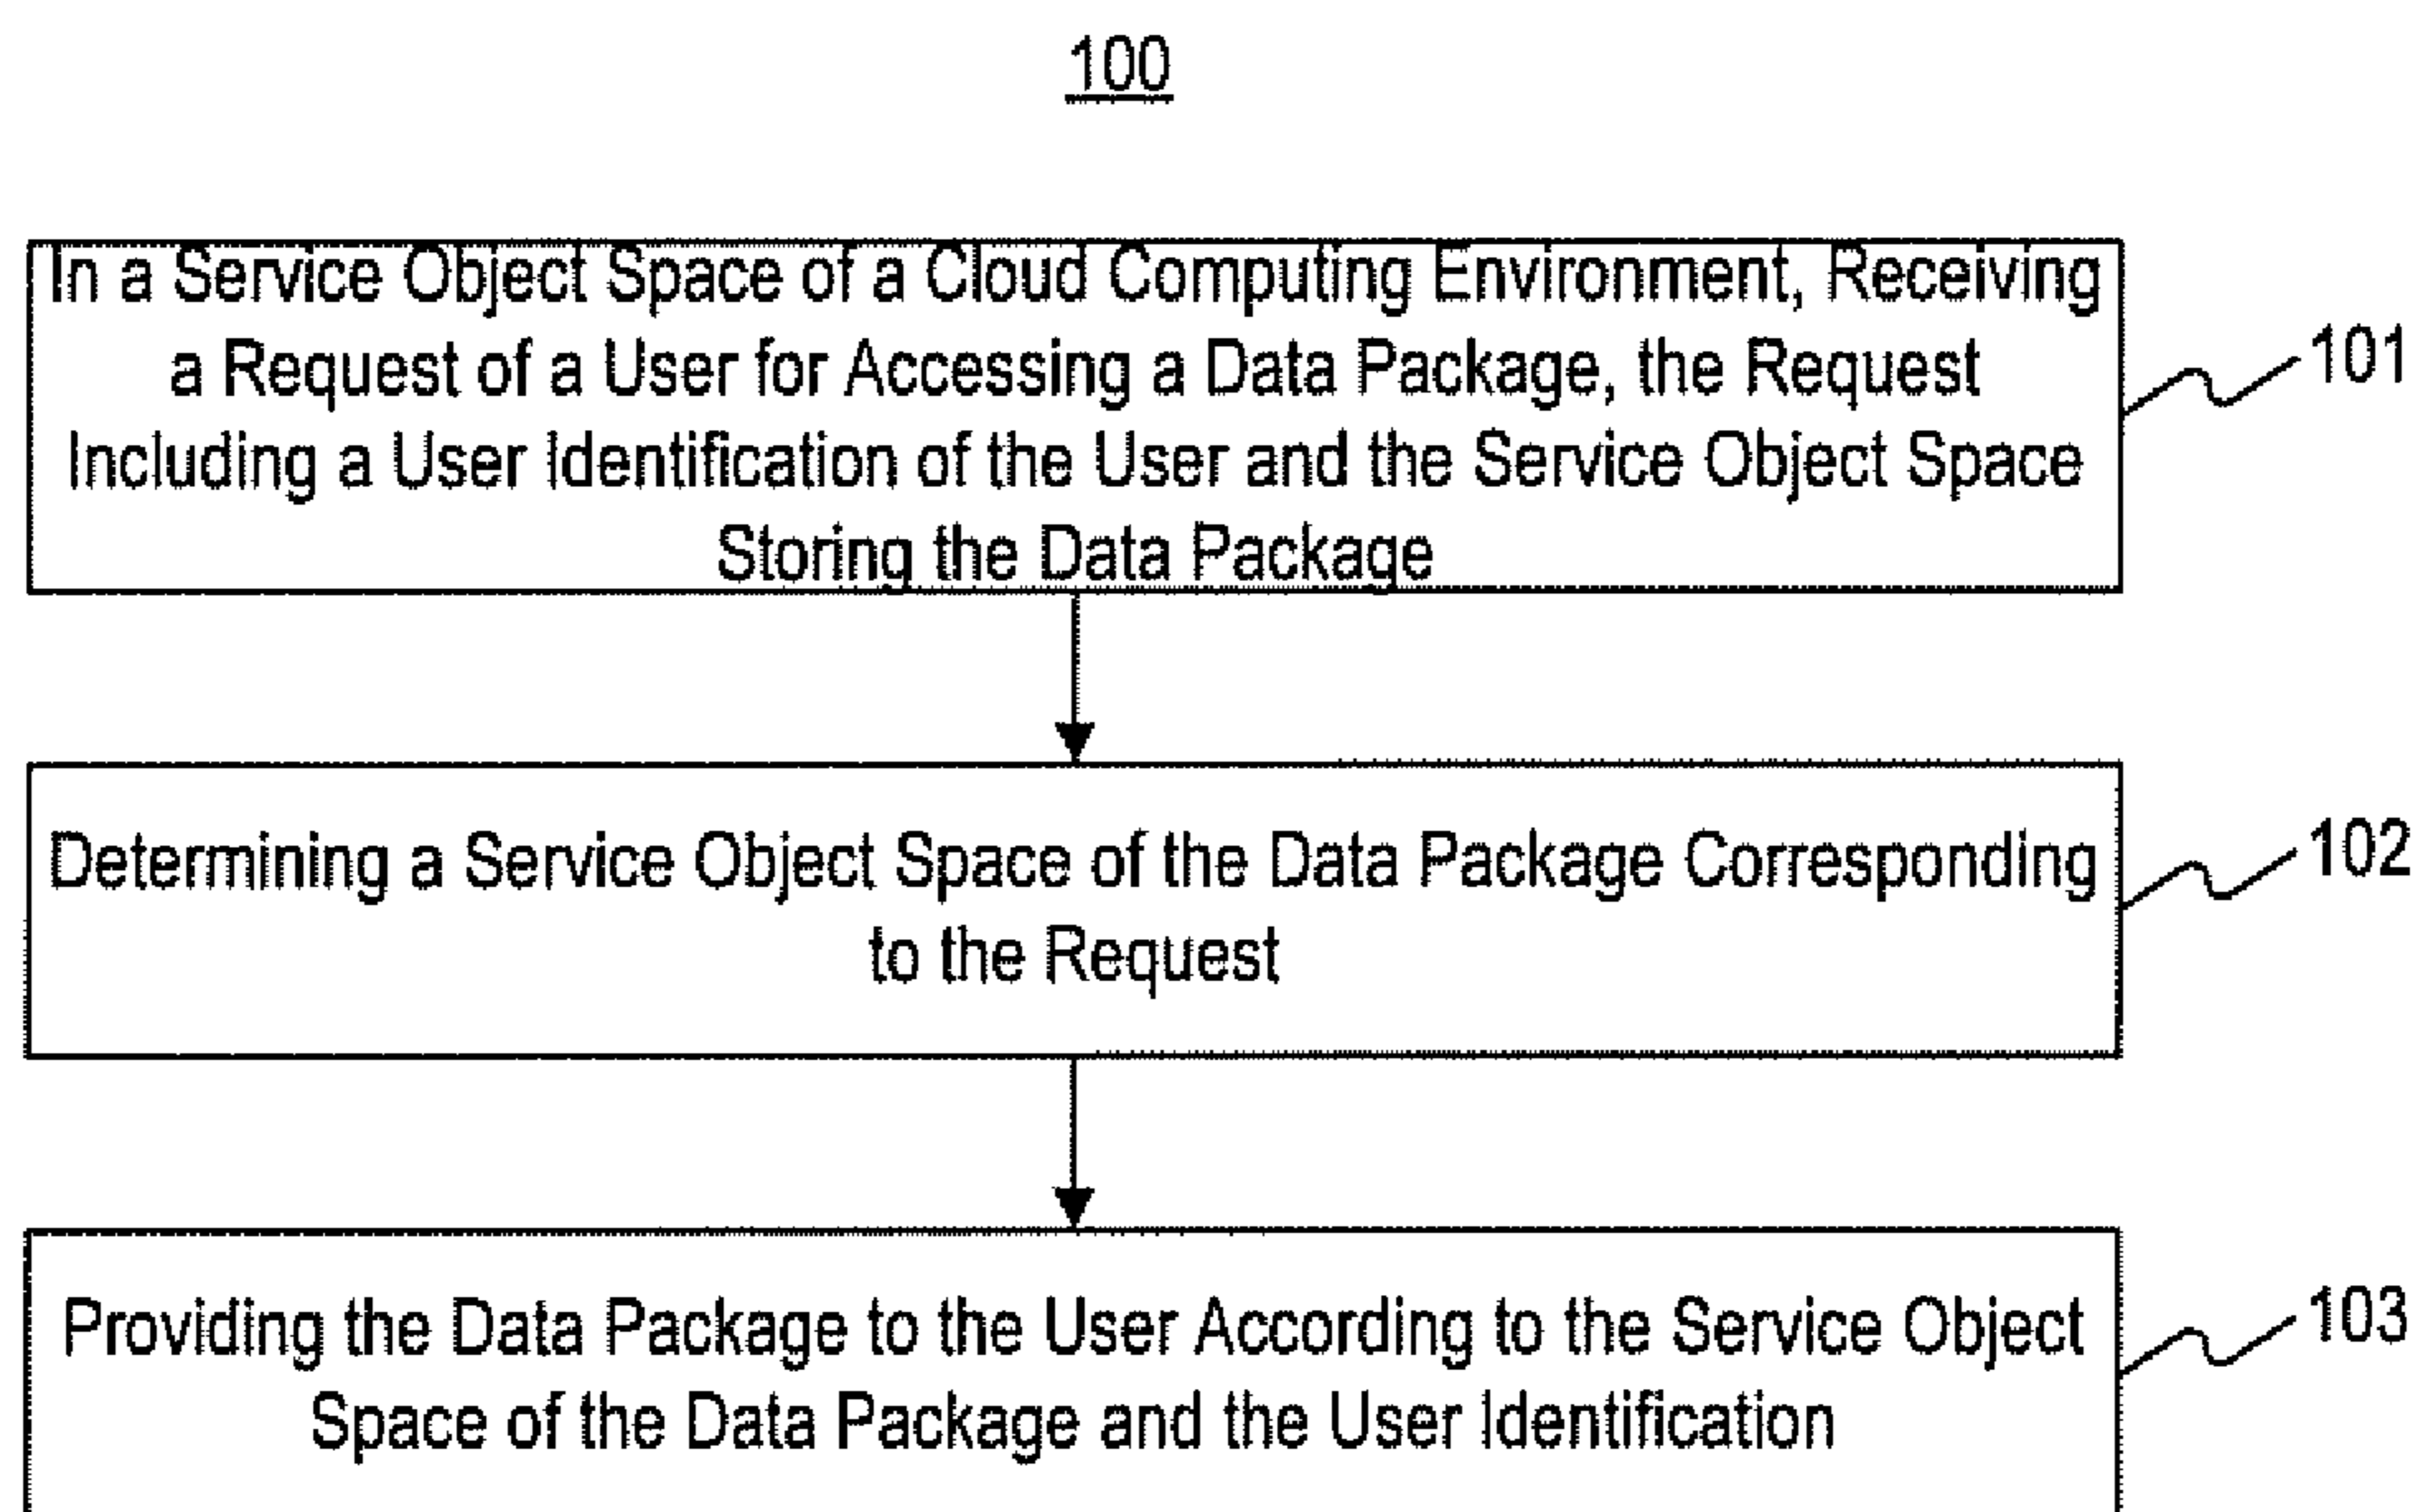 100
In a Service Object Space of a Cloud Computing Environment, Receiving
a Request of a User for Accessing a Data Package, the Request
Including a User Identification of the User and the Service Object Space
Storing the Data Package
101
Determining a Service Object Space of the Data Package Corresponding
to the Request
102
Providing the Data Package to the User According to the Service Object
Space of the Data Package and the User Identification
103